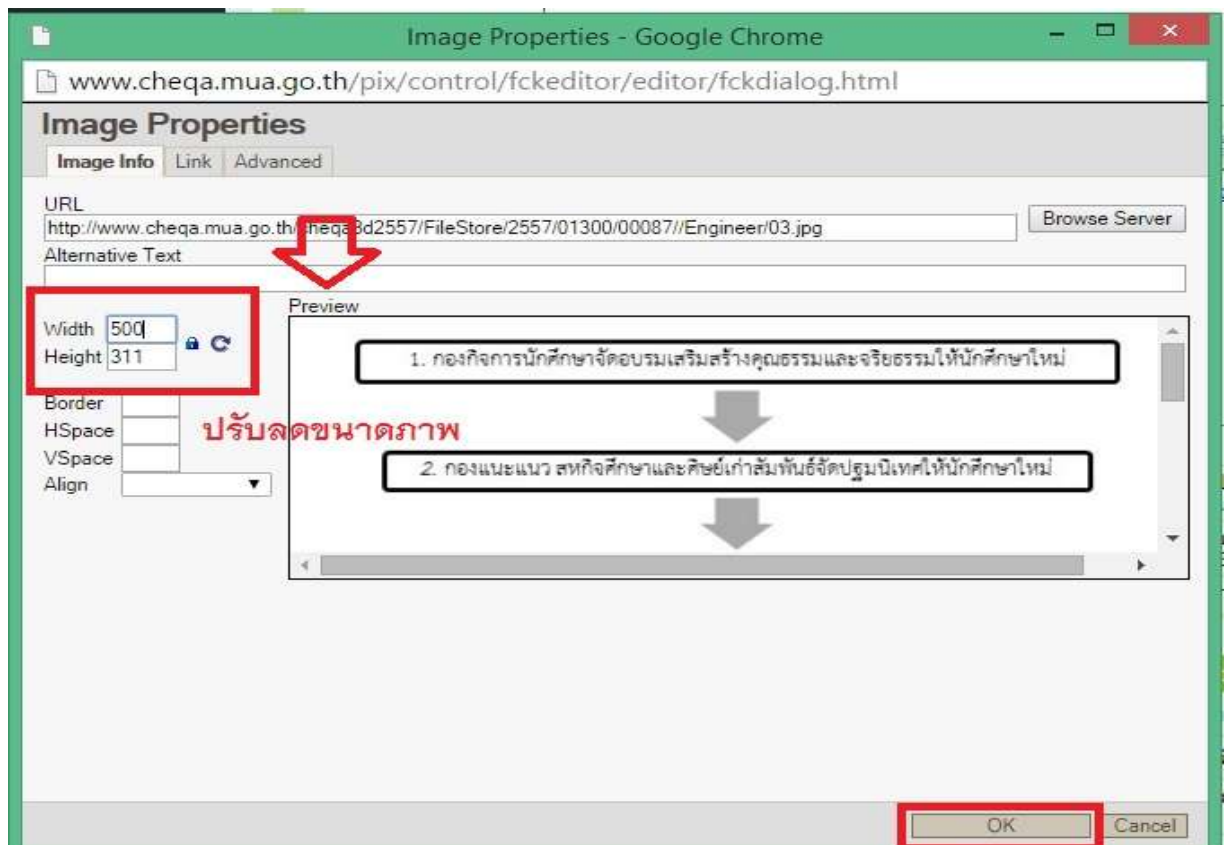 Image Properties - Google Chrome
www.cheqa.mua.go.th/pix/control/fckeditor/editor/fckdialog.html
Image Properties
Image Info Link Advanced
URL
http://www.cheqa.mua.go.th/cheqa3d2557/FileStore/2557/01300/00087//Engineer/03.jpg Browse Server
Alternative Text
Preview
Width 500
Height 311
1. กองกิจการนักศึกษาจัดอบรมเสริมสร้างคุณธรรมและจริยธรรมให้นักศึกษาใหม่
Border
HSpace
ปรับลดขนาดภาพ
VSpace
2. กองแนะแนว สหกิจศึกษาและศิษย์เก่าสัมพันธ์จัดปฐมนิเทศให้นักศึกษาใหม่
Align
OK Cancel